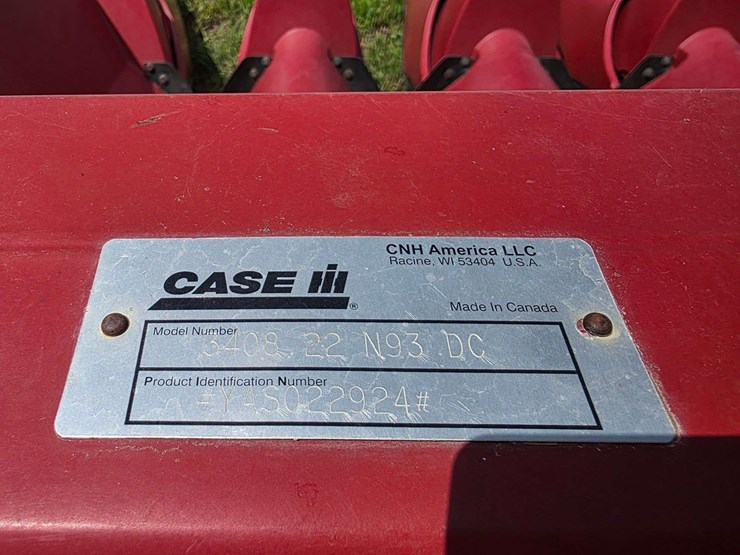 CNH America LLC
Racine, WI 53404 U.S.A.
CASE IH
®
Made In Canada
Model Number
3408 22 N93 DC
Product Identification Number
S022924#